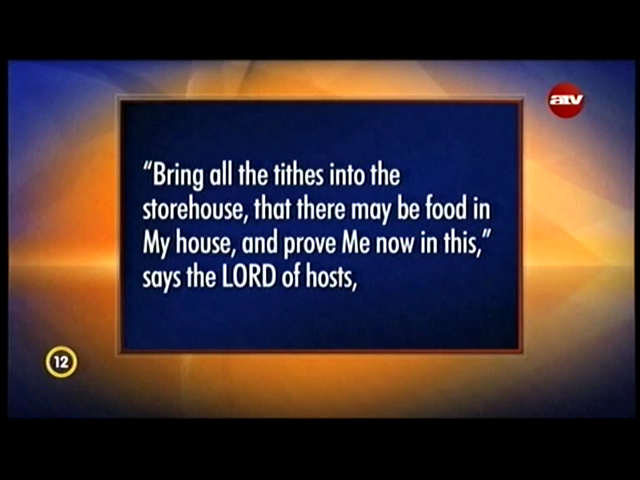 atv
“Bring all the tithes into the
storehouse, that there may be food in
My house, and prove Me now in this,”
says the LORD of hosts,
12